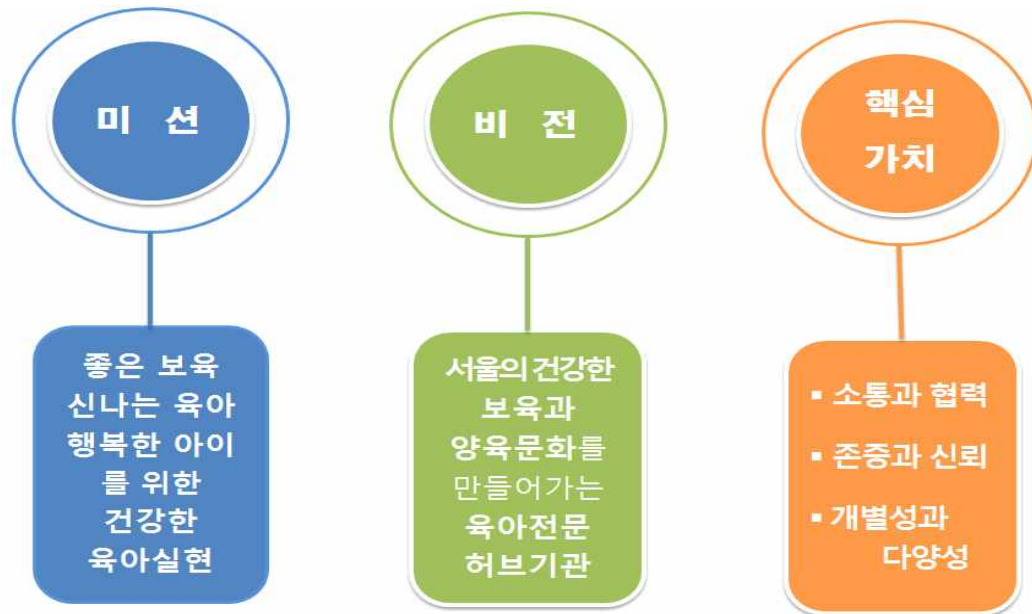 미 션
좋은 보육
신나는 육아
행복한 아이
를 위한
건강한
육아실현
비 전
서울의 건강한
보육과
양육문화를
만들어가는
육아전문
허브기관
핵심
가치
▪ 소통과 협력
▪ 존중과 신뢰
▪ 개별성과
다양성